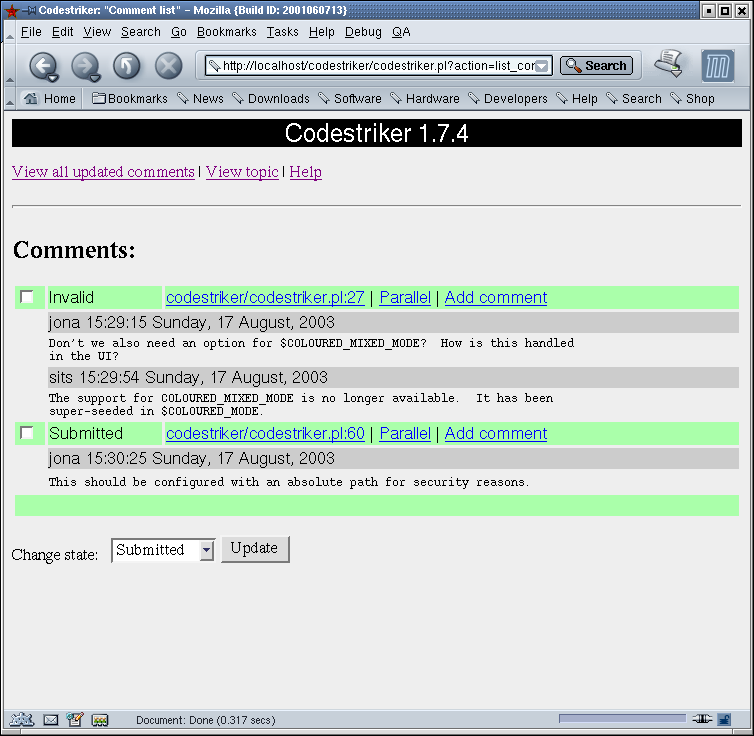 Codestriker: "Comment list" – Mozilla {Build ID: 2001060713}
File Edit View Search Go Bookmarks Tasks Help Debug QA
http://localhost/codestriker/codestriker.pl?action=list_cor Search
Home Bookmarks News Downloads Software Hardware Developers Help Search Shop
Codestriker 1.7.4
View all updated comments | View topic | Help
Comments:
Invalid codestriker/codestriker.pl:27 | Parallel | Add comment
jona 15:29:15 Sunday, 17 August, 2003
Don't we also need an option for $COLOURED_MIXED_MODE?  How is this handled
in the UI?
sits 15:29:54 Sunday, 17 August, 2003
The support for COLOURED_MIXED_MODE is no longer available.  It has been
super-seeded in $COLOURED_MODE.
Submitted codestriker/codestriker.pl:60 | Parallel | Add comment
jona 15:30:25 Sunday, 17 August, 2003
This should be configured with an absolute path for security reasons.
Change state: Submitted Update
Document: Done (0.317 secs)